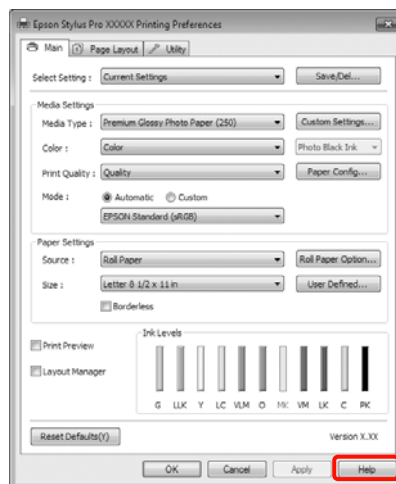 Epson Stylus Pro XXXXX Printing Preferences
Main Page Layout Utility
Select Setting : Current Settings Save/Del...
Media Settings
Media Type : Premium Glossy Photo Paper (250) Custom Settings...
Color : Color Photo Black Ink
Print Quality : Quality Paper Config...
Mode : Automatic Custom
EPSON Standard (sRGB)
Paper Settings
Source : Roll Paper Roll Paper Option...
Size : Letter 8 1/2 x 11 in User Defined...
Borderless
Ink Levels
Print Preview
Layout Manager
G LLK Y LC VLM O MK VM LK C PK
Reset Defaults(Y) Version X.XX
OK Cancel Apply Help